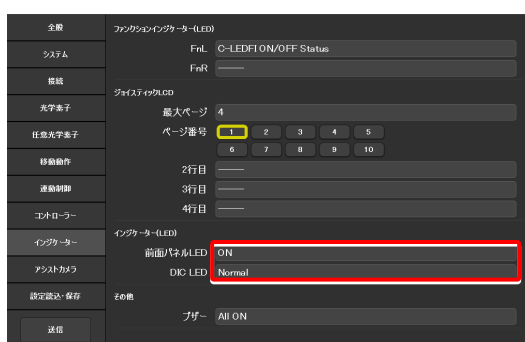 全般
システム
接続
光学素子
任意光学素子
移動動作
連動制御
コントローラー
インジケーター
アシストカメラ
設定読込・保存
送信
ファンクションインジケーター(LED)
FnL C-LEDFI ON/OFF Status
FnR ――
ジョイスティックLCD
最大ページ 4
ページ番号 1 2 3 4 5
6 7 8 9 10
2行目 ――
3行目 ――
4行目 ――
インジケーター(LED)
前面パネルLED ON
DIC LED Normal
その他
ブザー All ON